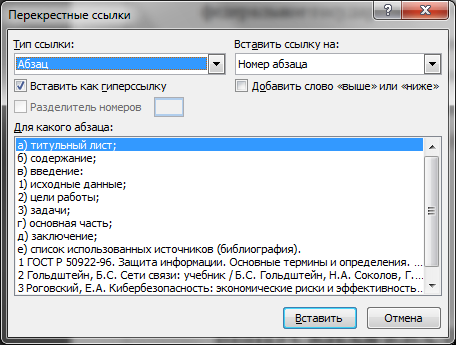 Перекрестные ссылки
Тип ссылки:
Вставить ссылку на:
Абзац
Номер абзаца
Вставить как гиперссылку
Добавить слово «выше» или «ниже»
Разделитель номеров
Для какого абзаца:
а) титульный лист;
б) содержание;
в) введение:
1) исходные данные;
2) цели работы;
3) задачи;
г) основная часть;
д) заключение;
е) список использованных источников (библиография).
1 ГОСТ Р 50922-96. Защита информации. Основные термины и определения. ...
2 Гольдштейн, Б.С. Сети связи: учебник / Б.С. Гольдштейн, Н.А. Соколов, Г....
3 Роговский, Е.А. Кибербезопасность: экономические риски и эффективность...
Вставить
Отмена